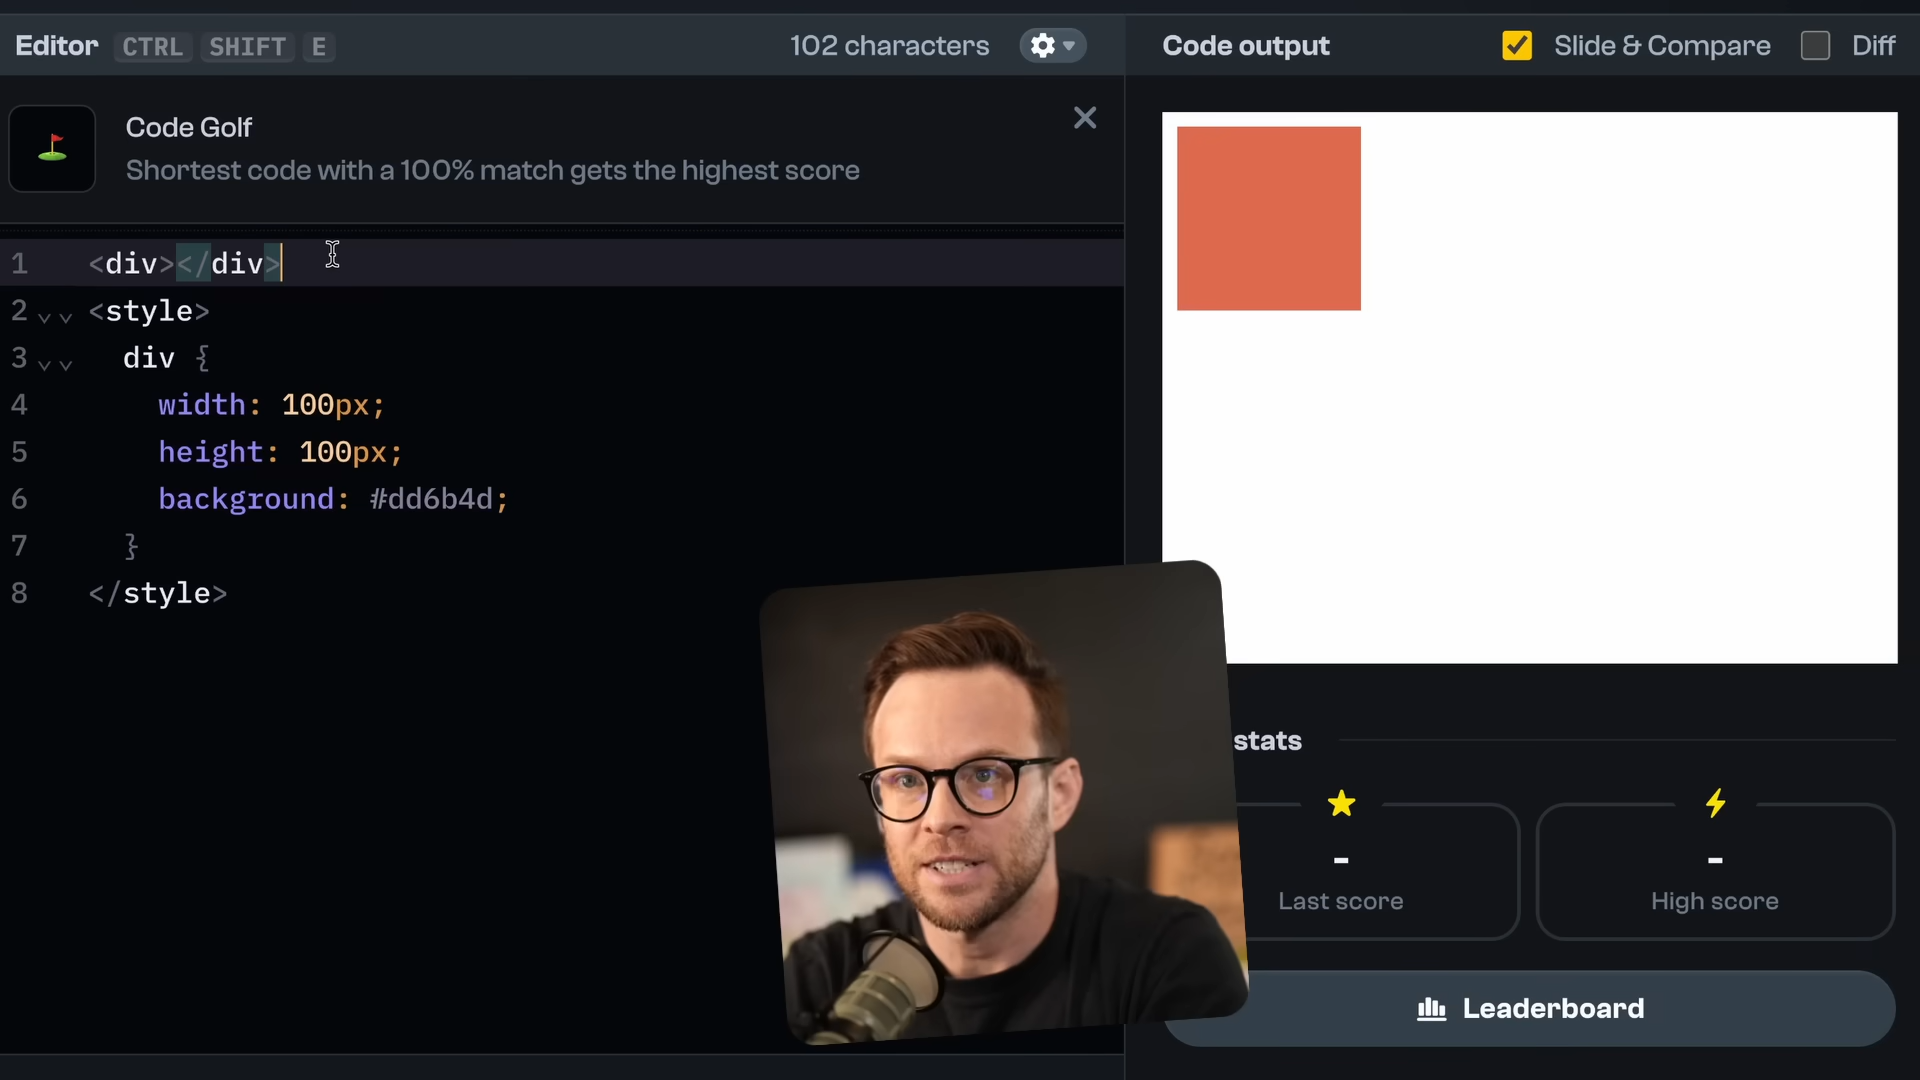 Editor CTRL SHIFT E 102 characters
Code Golf
Shortest code with a 100% match gets the highest score
1 <div></div>
2 <style>
3 div {
4 width: 100px;
5 height: 100px;
6 background: #dd6b4d;
7 }
8 </style>
Code output Slide & Compare Diff
stats
-
Last score
-
High score
Leaderboard